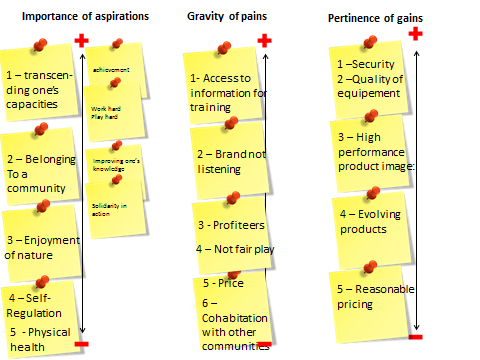 Importance of aspirations
1 – transcen-
ding one's
capacities
2 – Belonging
To a
community
3 – Enjoyment
of nature
4 – Self-
Regulation
5 - Physical
health
achievement
Work hard
Play hard
Improving one's
knowledge
Solidarity in
action
Gravity of pains
1- Access to
information for
training
2 – Brand not
listening
3 - Profiteers
4 – Not fair play
5 - Price
6 –
Cohabitation
with other
communities
Pertinence of gains
1 –Security
2 –Quality of
equipement
3 – High
performance
product image:
4 – Evolving
products
5 – Reasonable
pricing